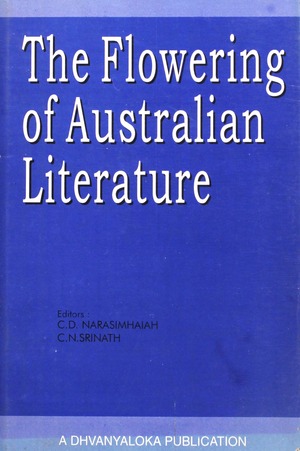 The Flowering
of Australian
Literature
Editors :
C.D. NARASIMHAIAH
C.N.SRINATH
A DHVANYALOKA PUBLICATION